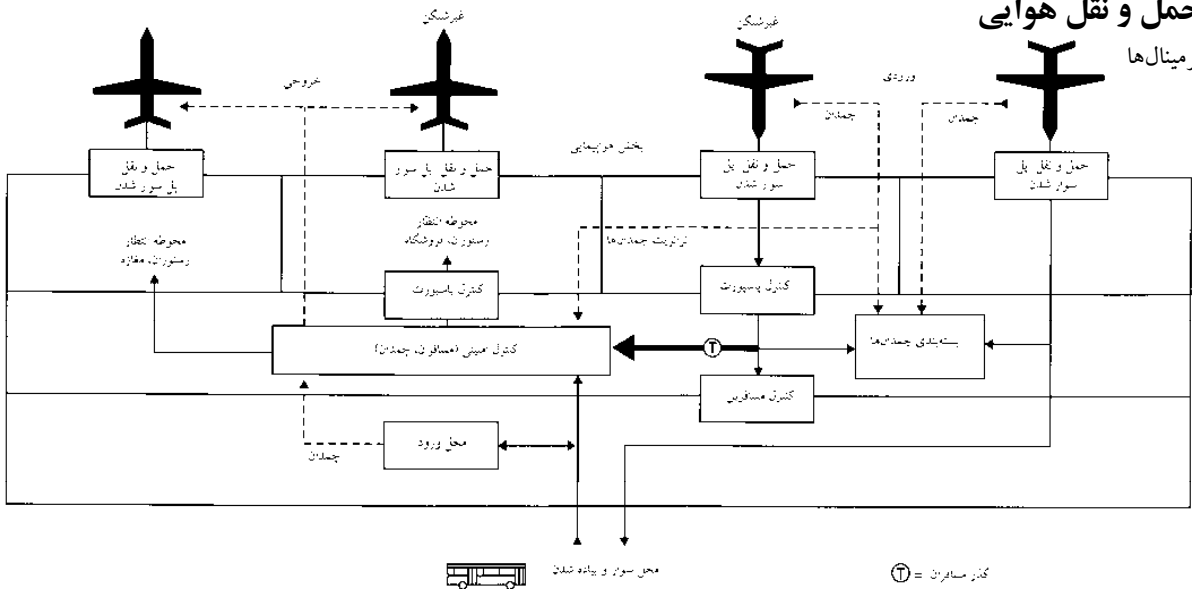 حمل و نقل هوایی
رمینال‌ها
غیرشنگن
غیرشنگن
ورودی
خروجی
چمدان
چمدان
بخش هواپیمایی
حمل و نقل پل
سوار شدن
حمل و نقل پل
سوار شدن
حمل و نقل پل سوار
شدن
حمل و نقل
پل سوار شدن
محوطه انتظار
رستوران، فروشگاه
محوطه انتظار
رستوران، مغازه
ترانزیت چمدان‌ها
کنترل پاسپورت
کنترل پاسپورت
بسته‌بندی چمدان‌ها
کنترل امنیتی (مسافرن، چمدان)
T
کنترل مسافرین
محل ورود
چمدان
محل سوار و پیاده شدن
گذر مسافران = T